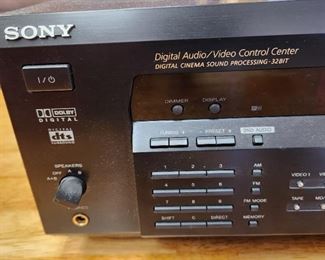 SONY
Digital Audio/Video Control Center
DIGITAL CINEMA SOUND PROCESSING-32BIT
I/⏻
DIMMER DISPLAY
DOLBY
DIGITAL
dts
SURROUND
- TUNING + - PRESET +
DVD AUDIO
SPEAKERS
OFF A B
A+B
1 2 3 AM
4 5 6 FM
7 8 9 FM MODE
SHIFT C DIRECT MEMORY
VIDEO 1
TAPE